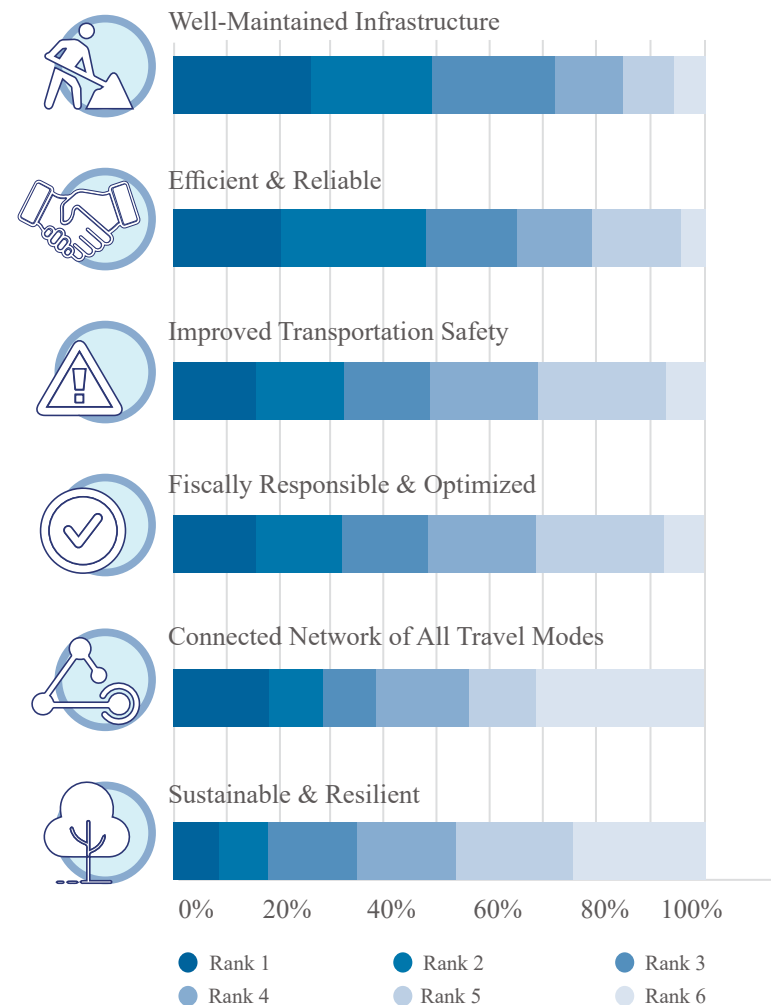 Well-Maintained Infrastructure
Efficient & Reliable
Improved Transportation Safety
Fiscally Responsible & Optimized
Connected Network of All Travel Modes
Sustainable & Resilient
0% 20% 40% 60% 80% 100%
Rank 1 Rank 2 Rank 3
Rank 4 Rank 5 Rank 6